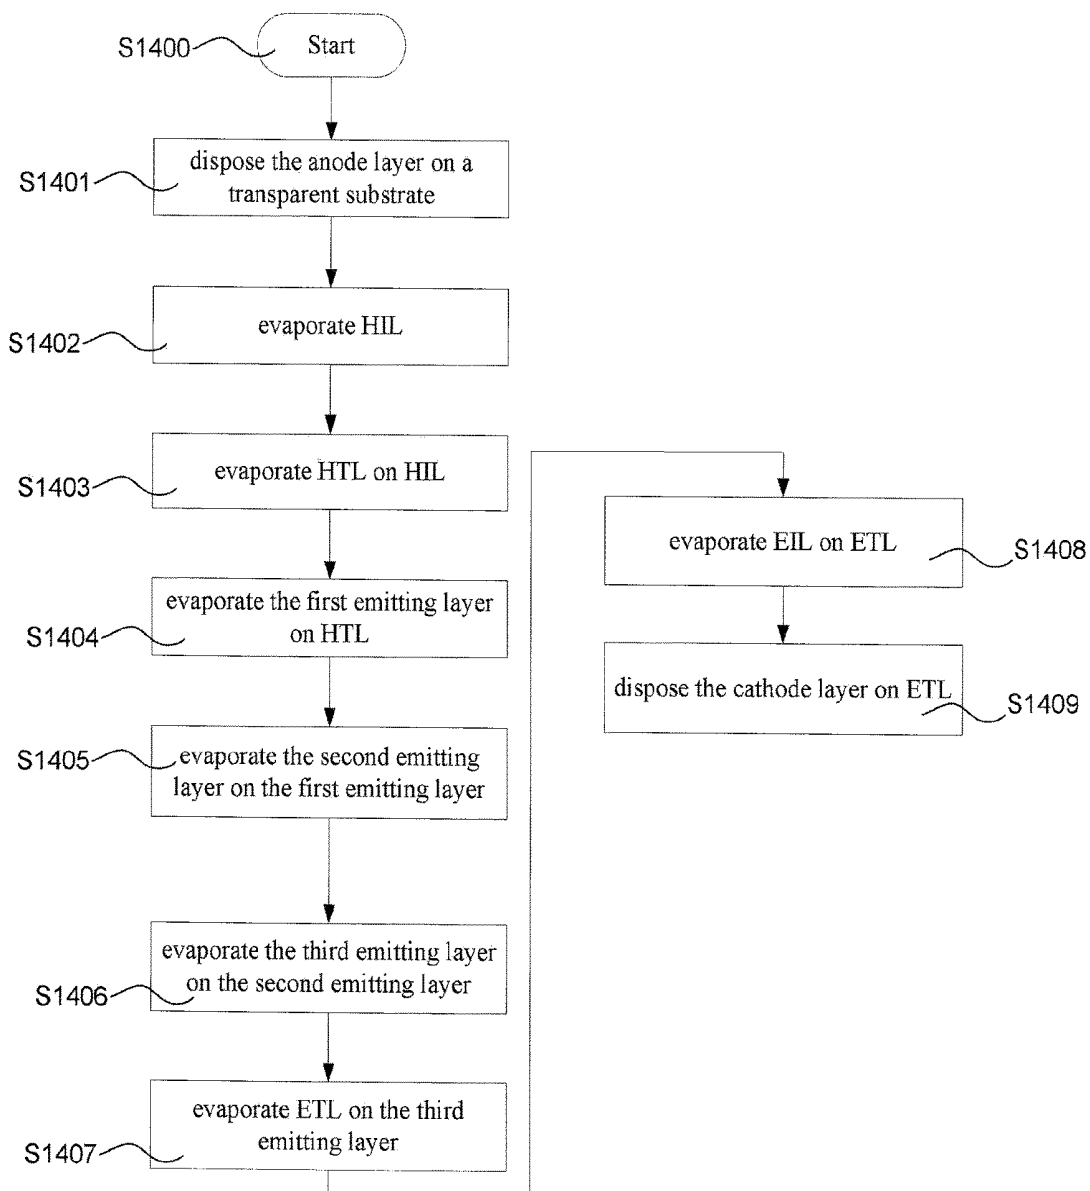 S1400
Start
S1401
dispose the anode layer on a
transparent substrate
S1402
evaporate HIL
S1403
evaporate HTL on HIL
S1404
evaporate the first emitting layer
on HTL
S1405
evaporate the second emitting
layer on the first emitting layer
S1406
evaporate the third emitting layer
on the second emitting layer
S1407
evaporate ETL on the third
emitting layer
evaporate EIL on ETL
S1408
dispose the cathode layer on ETL
S1409